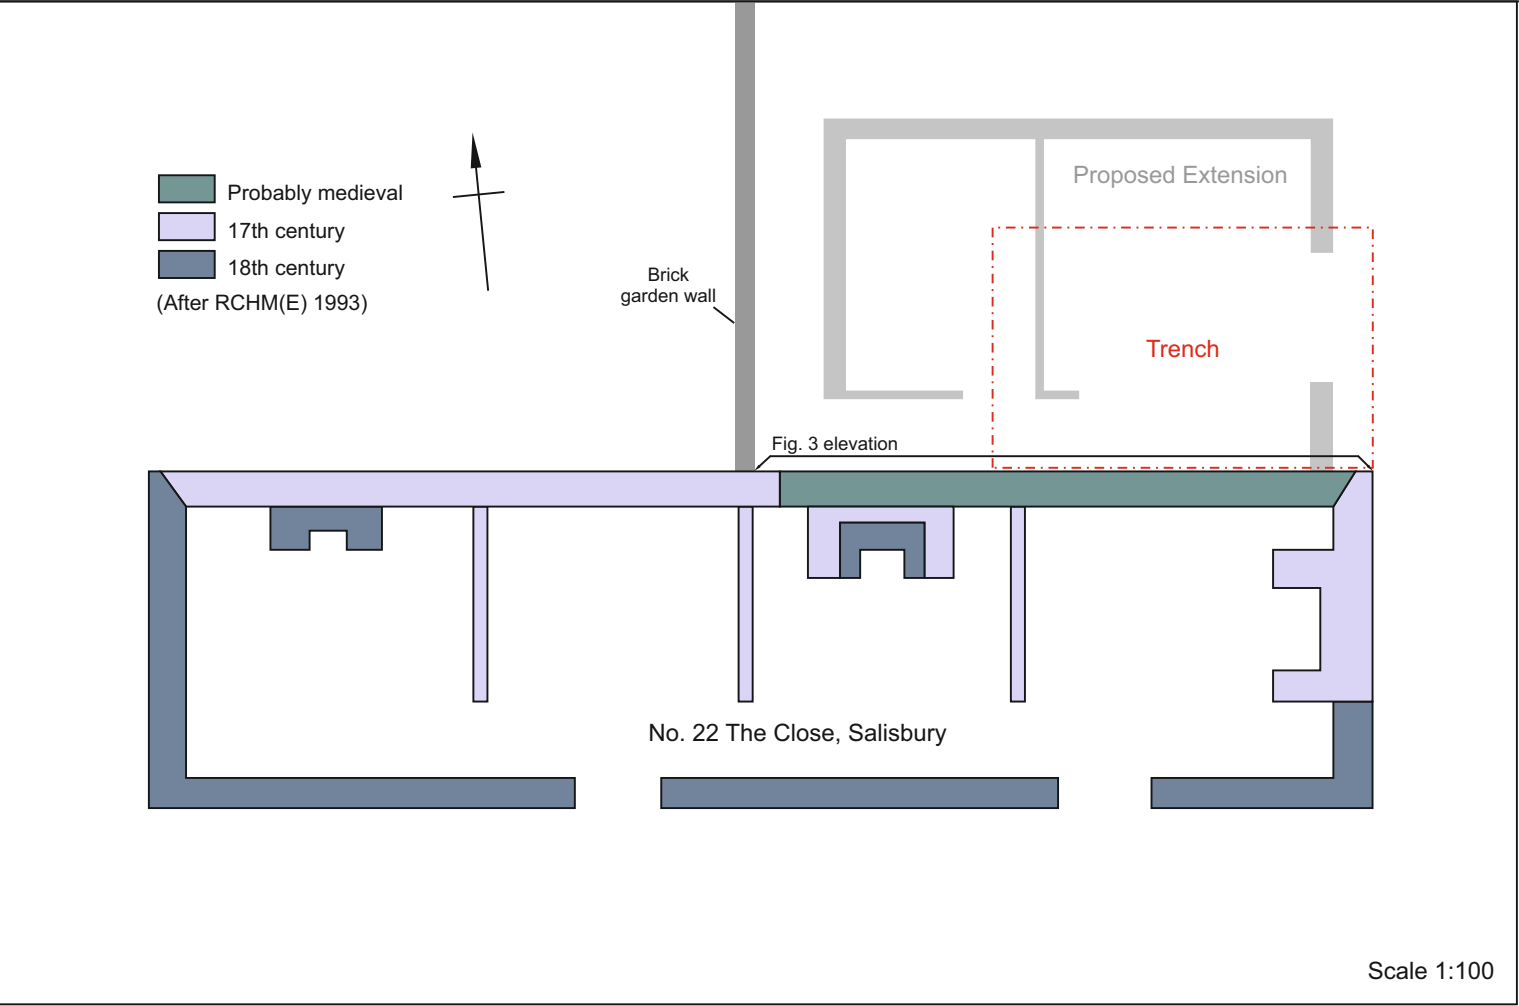 Probably medieval
17th century
18th century
(After RCHM(E) 1993)
Brick
garden wall
Proposed Extension
Trench
Fig. 3 elevation
No. 22 The Close, Salisbury
Scale 1:100